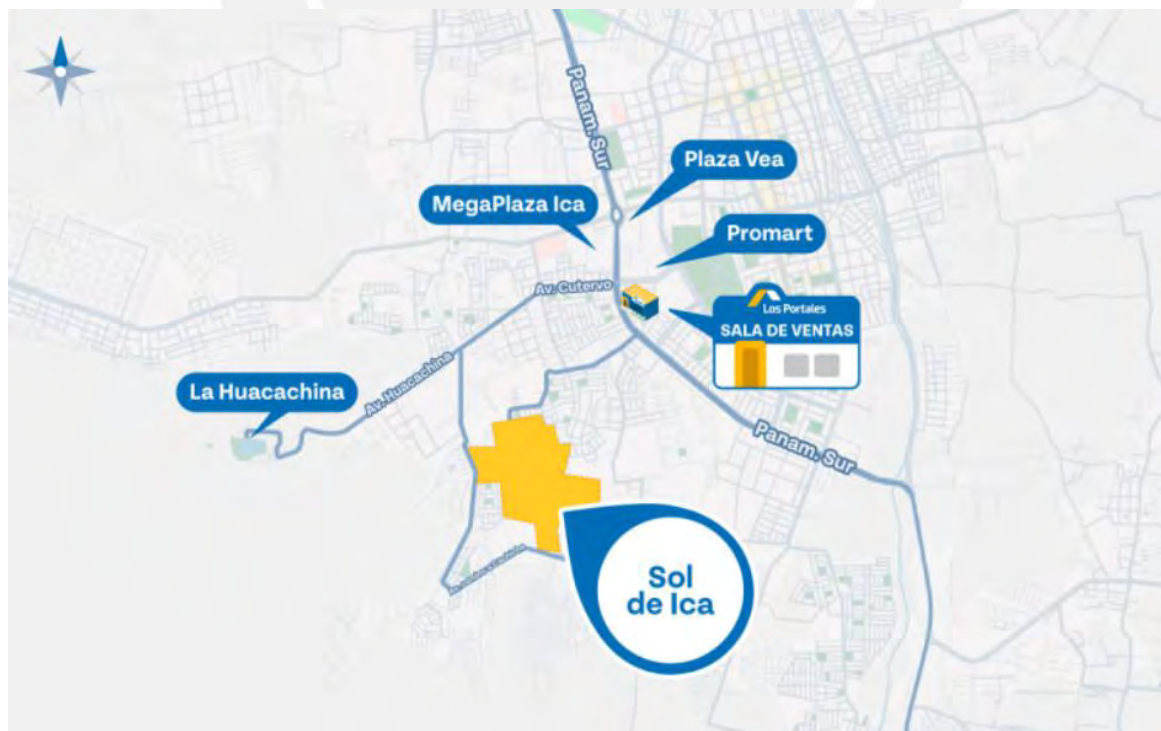 Panam. Sur
Plaza Vea
MegaPlaza Ica
Promart
Av. Cutervo
Los Portales
SALA DE VENTAS
Av. Huacachina
La Huacachina
Panam. Sur
Sol
de Ica